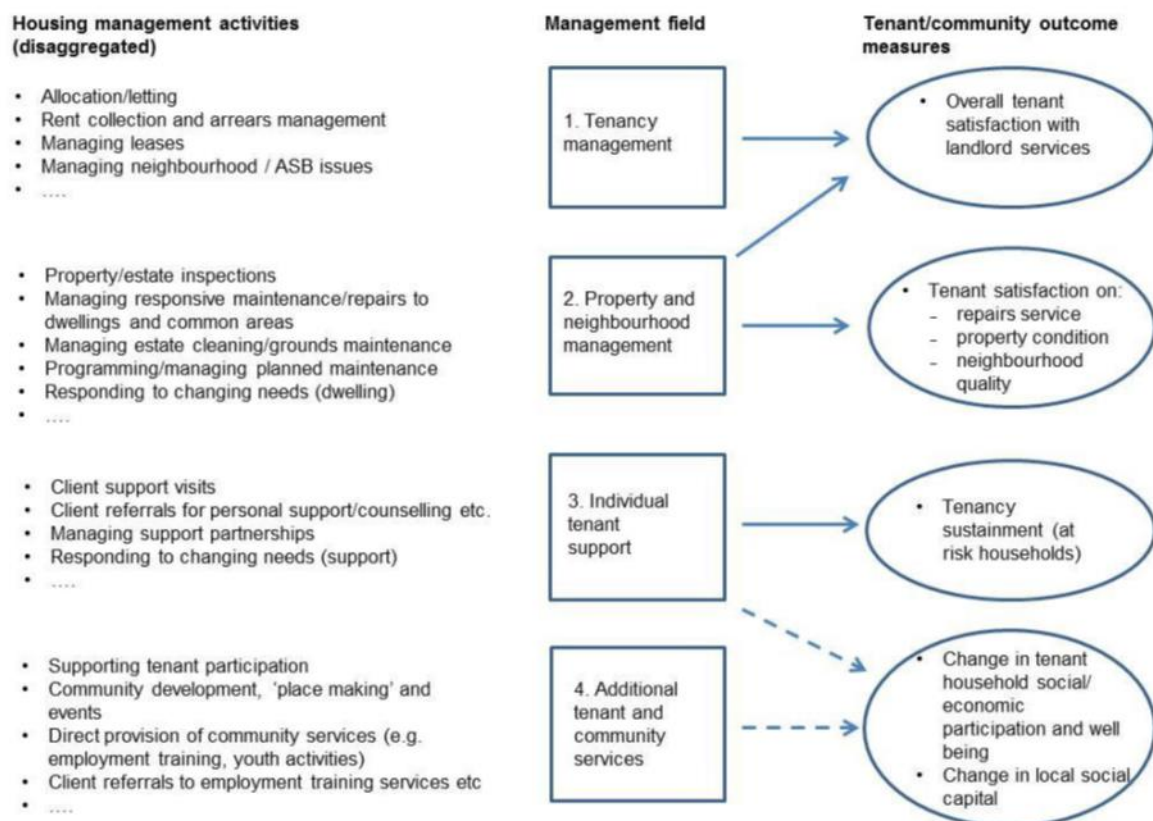 Housing management activities
(disaggregated)
Management field
Tenant/community outcome
measures
• Allocation/letting
• Rent collection and arrears management
• Managing leases
• Managing neighbourhood / ASB issues
• ....
1. Tenancy
management
• Overall tenant
satisfaction with
landlord services
• Property/estate inspections
• Managing responsive maintenance/repairs to
dwellings and common areas
• Managing estate cleaning/grounds maintenance
• Programming/managing planned maintenance
• Responding to changing needs (dwelling)
• ....
2. Property and
neighbourhood
management
• Tenant satisfaction on:
- repairs service
- property condition
- neighbourhood
quality
• Client support visits
• Client referrals for personal support/counselling etc.
• Managing support partnerships
• Responding to changing needs (support)
• ....
3. Individual
tenant
support
• Tenancy
sustainment (at
risk households)
• Supporting tenant participation
• Community development, 'place making' and
events
• Direct provision of community services (e.g.
employment training, youth activities)
• Client referrals to employment training services etc
• ....
4. Additional
tenant and
community
services
• Change in tenant
household social/
economic
participation and well
being
• Change in local social
capital